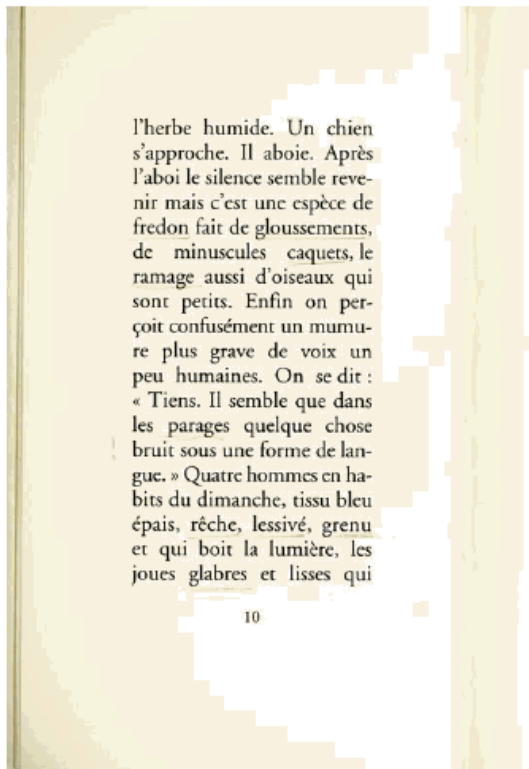 l'herbe humide. Un chien
s'approche. Il aboie. Après
l'aboi le silence semble reve-
nir mais c'est une espèce de
fredon fait de gloussements,
de minuscules caquets, le
ramage aussi d'oiseaux qui
sont petits. Enfin on per-
çoit confusément un mumu-
re plus grave de voix un
peu humaines. On se dit :
« Tiens. Il semble que dans
les parages quelque chose
bruit sous une forme de lan-
gue. » Quatre hommes en ha-
bits du dimanche, tissu bleu
épais, rêche, lessivé, grenu
et qui boit la lumière, les
joues glabres et lisses qui
10